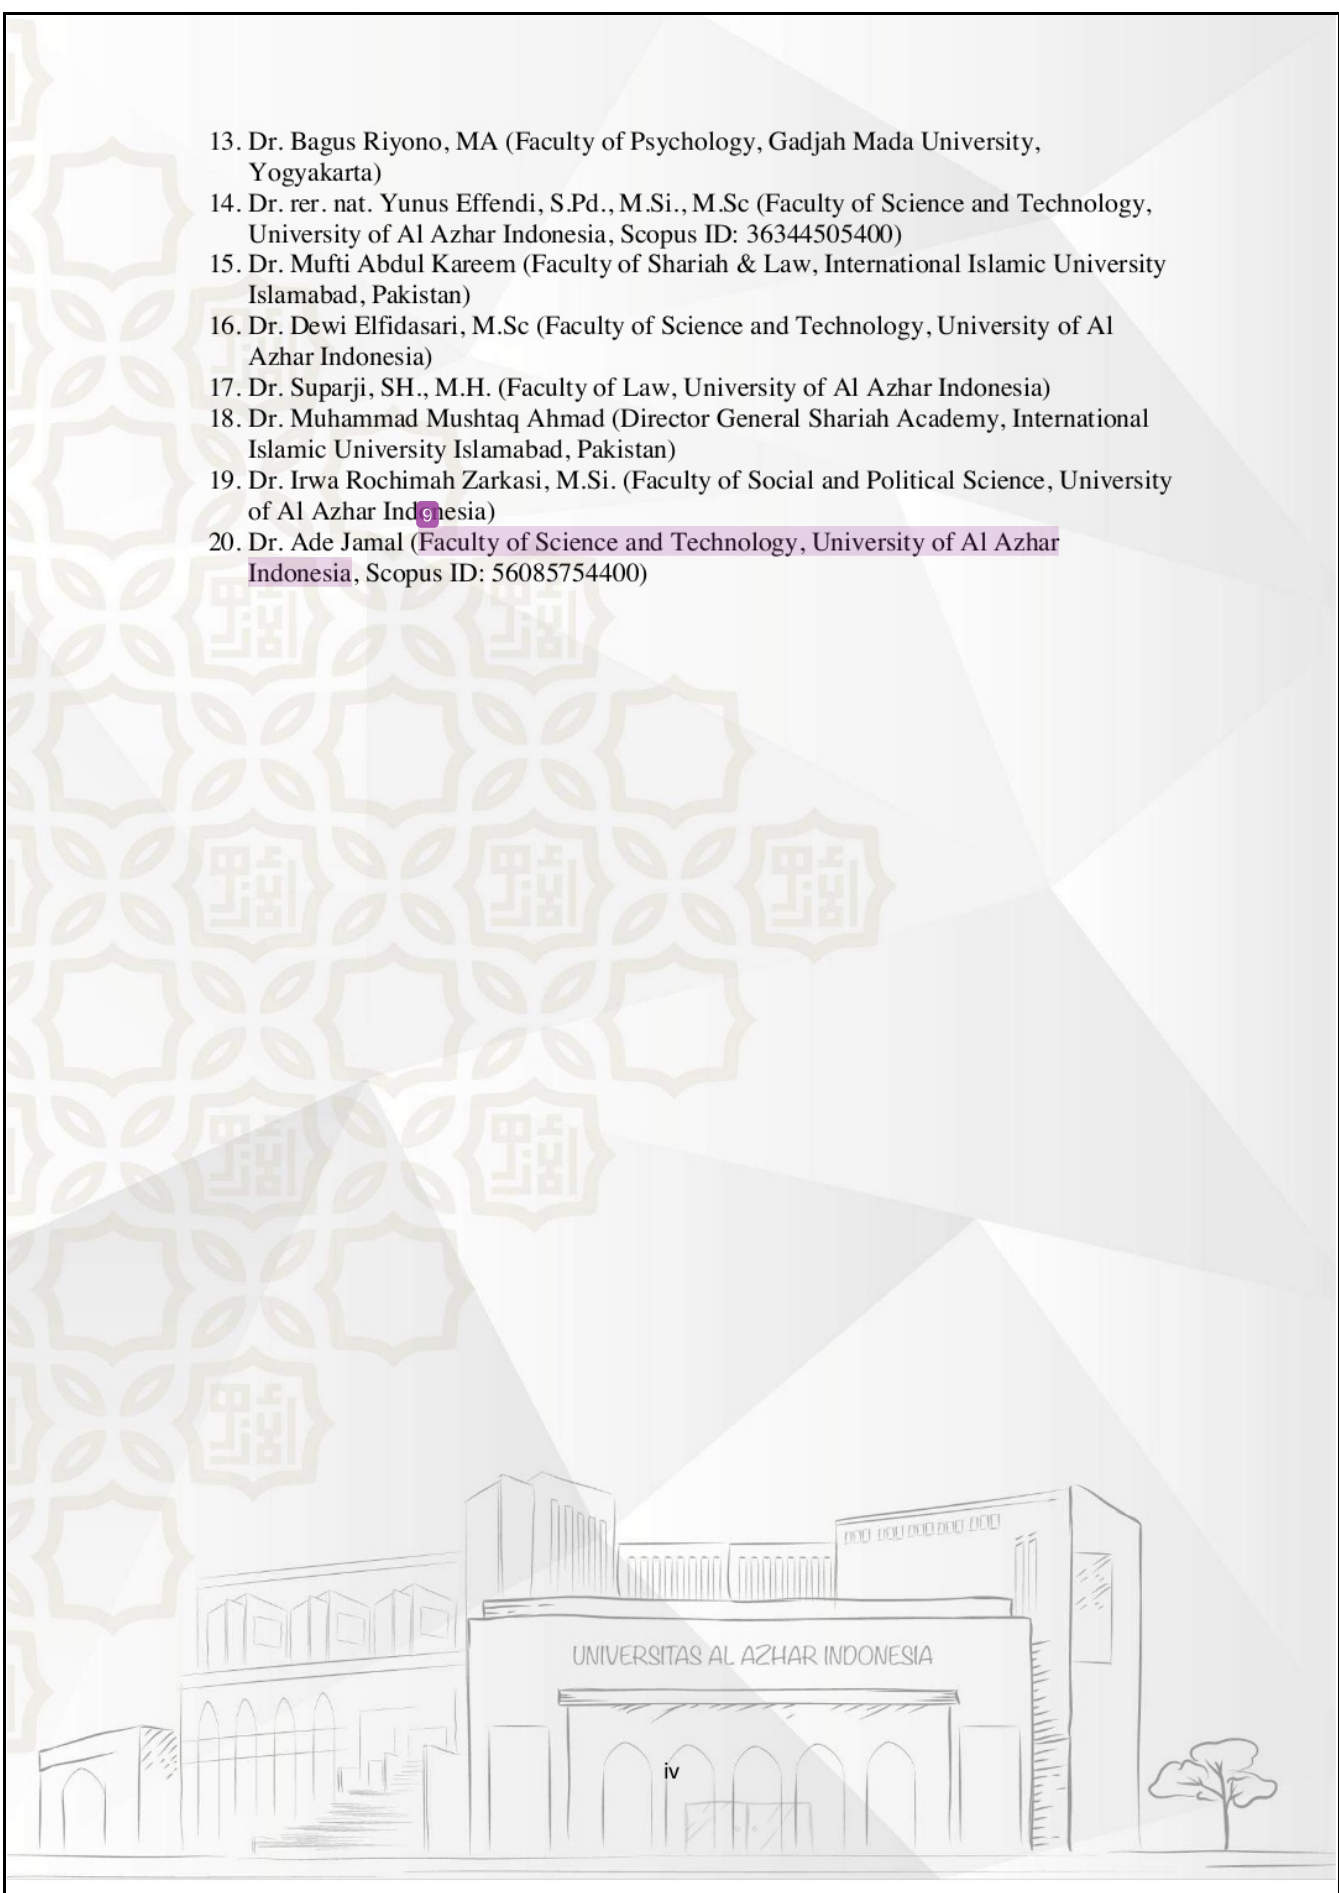 13. Dr. Bagus Riyono, MA (Faculty of Psychology, Gadjah Mada University,
Yogyakarta)
14. Dr. rer. nat. Yunus Effendi, S.Pd., M.Si., M.Sc (Faculty of Science and Technology,
University of Al Azhar Indonesia, Scopus ID: 36344505400)
15. Dr. Mufti Abdul Kareem (Faculty of Shariah & Law, International Islamic University
Islamabad, Pakistan)
16. Dr. Dewi Elfidasari, M.Sc (Faculty of Science and Technology, University of Al
Azhar Indonesia)
17. Dr. Suparji, SH., M.H. (Faculty of Law, University of Al Azhar Indonesia)
18. Dr. Muhammad Mushtaq Ahmad (Director General Shariah Academy, International
Islamic University Islamabad, Pakistan)
19. Dr. Irwa Rochimah Zarkasi, M.Si. (Faculty of Social and Political Science, University
of Al Azhar Indonesia)
9
20. Dr. Ade Jamal (Faculty of Science and Technology, University of Al Azhar
Indonesia, Scopus ID: 56085754400)
UNIVERSITAS AL AZHAR INDONESIA
iv